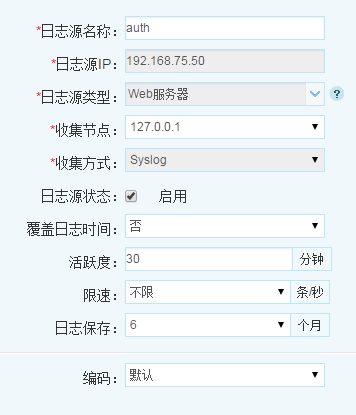 *日志源名称： auth
*日志源IP： 192.168.75.50
*日志源类型： Web服务器 ?
*收集节点： 127.0.0.1
*收集方式： Syslog
日志源状态： 启用
覆盖日志时间： 否
活跃度： 30 分钟
限速： 不限 条/秒
日志保存： 6 个月
编码： 默认